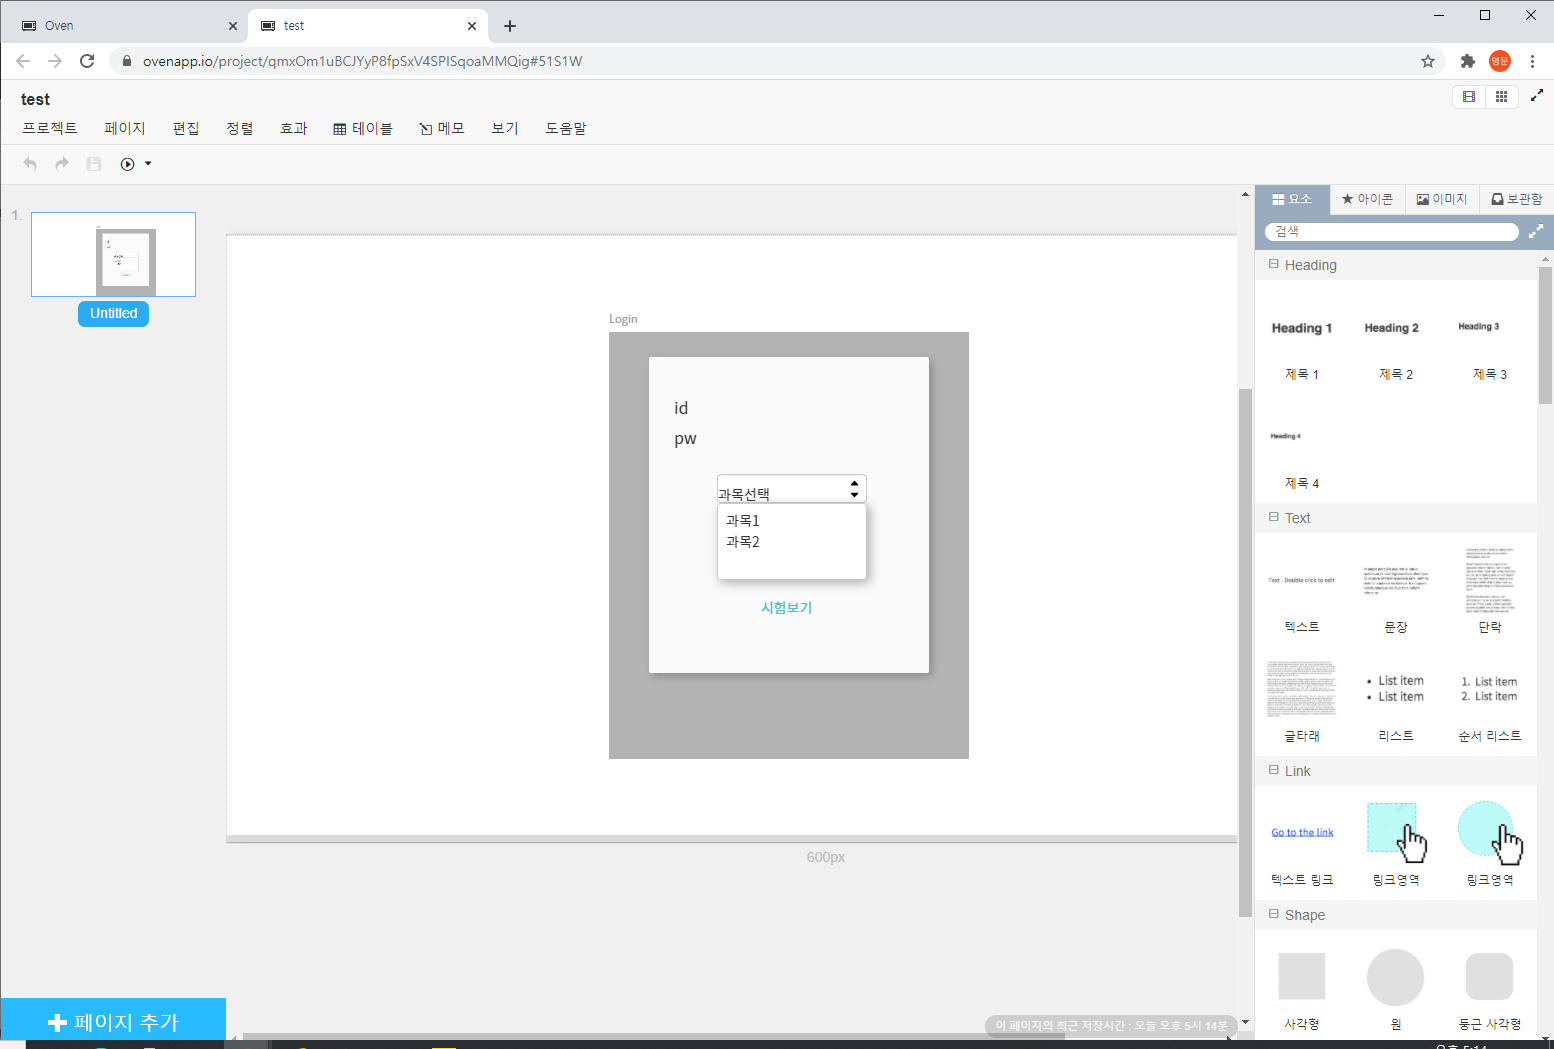 Oven
test
ovenapp.io/project/qmxOm1uBCJYyP8fpSxV4SPISqoaMMQig#51S1W
영문
test
프로젝트 페이지 편집 정렬 효과 테이블 메모 보기 도움말
1.
Untitled
페이지 추가
Login
id
pw
과목선택
과목1
과목2
시험보기
600px
이 페이지의 최근 저장시간 : 오늘 오후 5시 14분
요소 아이콘 이미지 보관함
검색
Heading
Heading 1 Heading 2 Heading 3
제목 1 제목 2 제목 3
Heading 4
제목 4
Text
Text - Double click to edit
텍스트 문장 단락
List item 1. List item
List item 2. List item
글타래 리스트 순서 리스트
Link
Go to the link
텍스트 링크 링크영역 링크영역
Shape
사각형 원 둥근 사각형